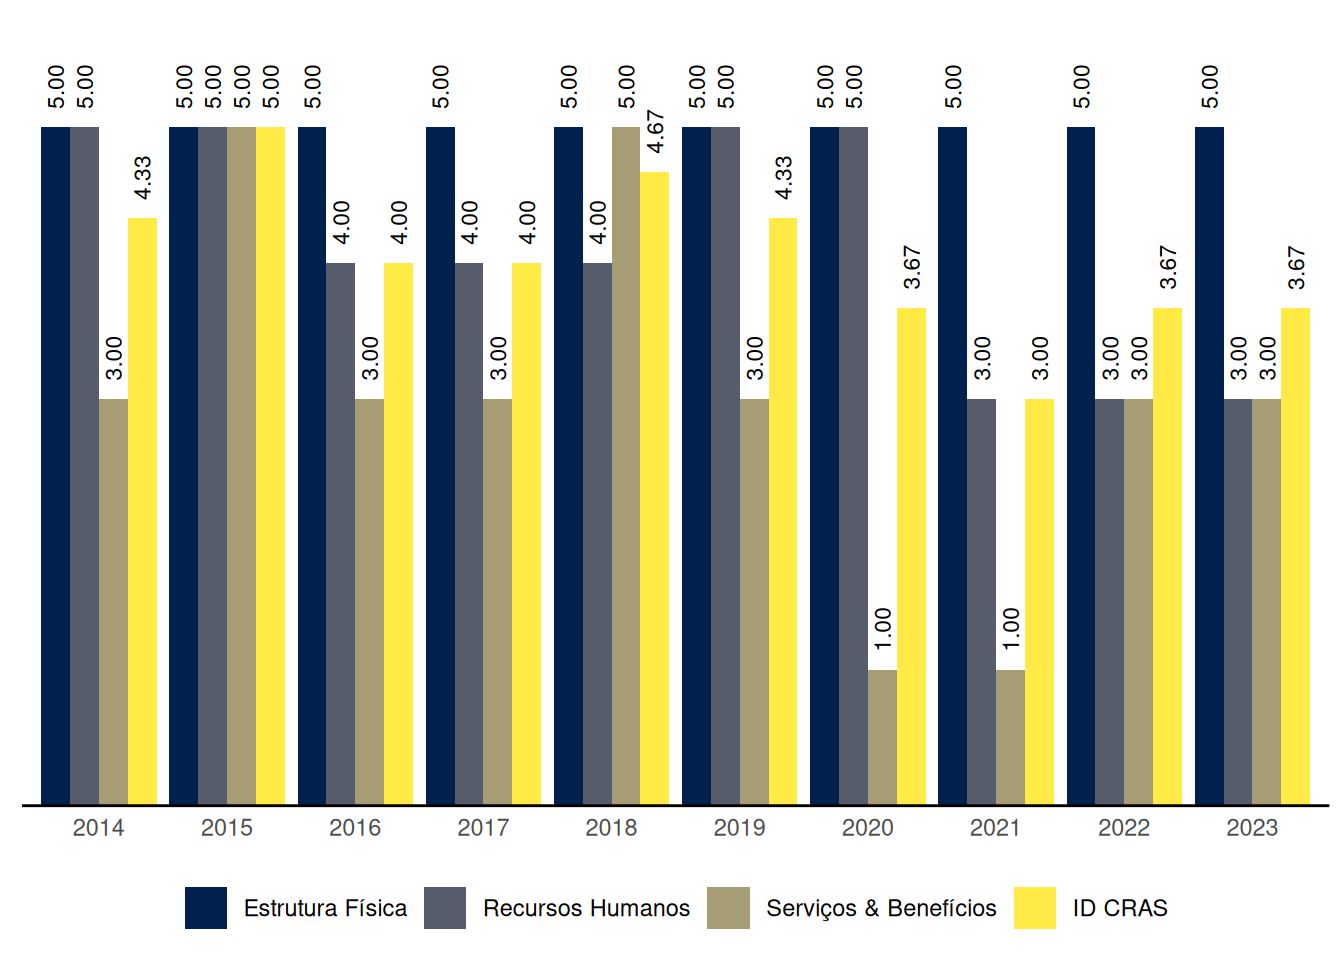 5.00 5.00 3.00 4.33 5.00 5.00 5.00 5.00 5.00 4.00 3.00 4.00 5.00 4.00 3.00 4.00 5.00 4.00 5.00 4.67 5.00 5.00 3.00 4.33 5.00 5.00 1.00 3.67 5.00 3.00 1.00 3.00 5.00 3.00 3.00 3.67 5.00 3.00 3.00 3.67
2014 2015 2016 2017 2018 2019 2020 2021 2022 2023
Estrutura Física Recursos Humanos Serviços & Benefícios ID CRAS